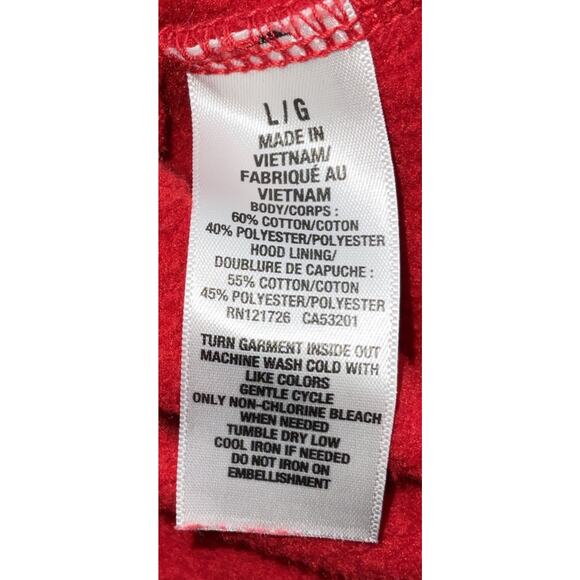 L/G
MADE IN
VIETNAM/
FABRIQUÉ AU
VIETNAM
BODY/CORPS :
60% COTTON/COTON
40% POLYESTER/POLYESTER
HOOD LINING/
DOUBLURE DE CAPUCHE :
55% COTTON/COTON
45% POLYESTER/POLYESTER
RN121726 CA53201
TURN GARMENT INSIDE OUT
MACHINE WASH COLD WITH
LIKE COLORS
GENTLE CYCLE
ONLY NON-CHLORINE BLEACH
WHEN NEEDED
TUMBLE DRY LOW
COOL IRON IF NEEDED
DO NOT IRON ON
EMBELLISHMENT